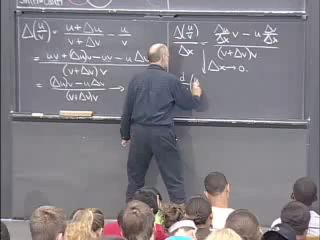 Δ(u/v) = (u+Δu)/(v+Δv) - u/v
= (uv + (Δu)v - uv - uΔv)/((v+Δv)v)
= ((Δu)v - uΔv)/((v+Δv)v) →
Δ(u/v)/Δx = ((Δu/Δx)v - u(Δv/Δx))/((v+Δv)v)
↓ Δx→0.
d